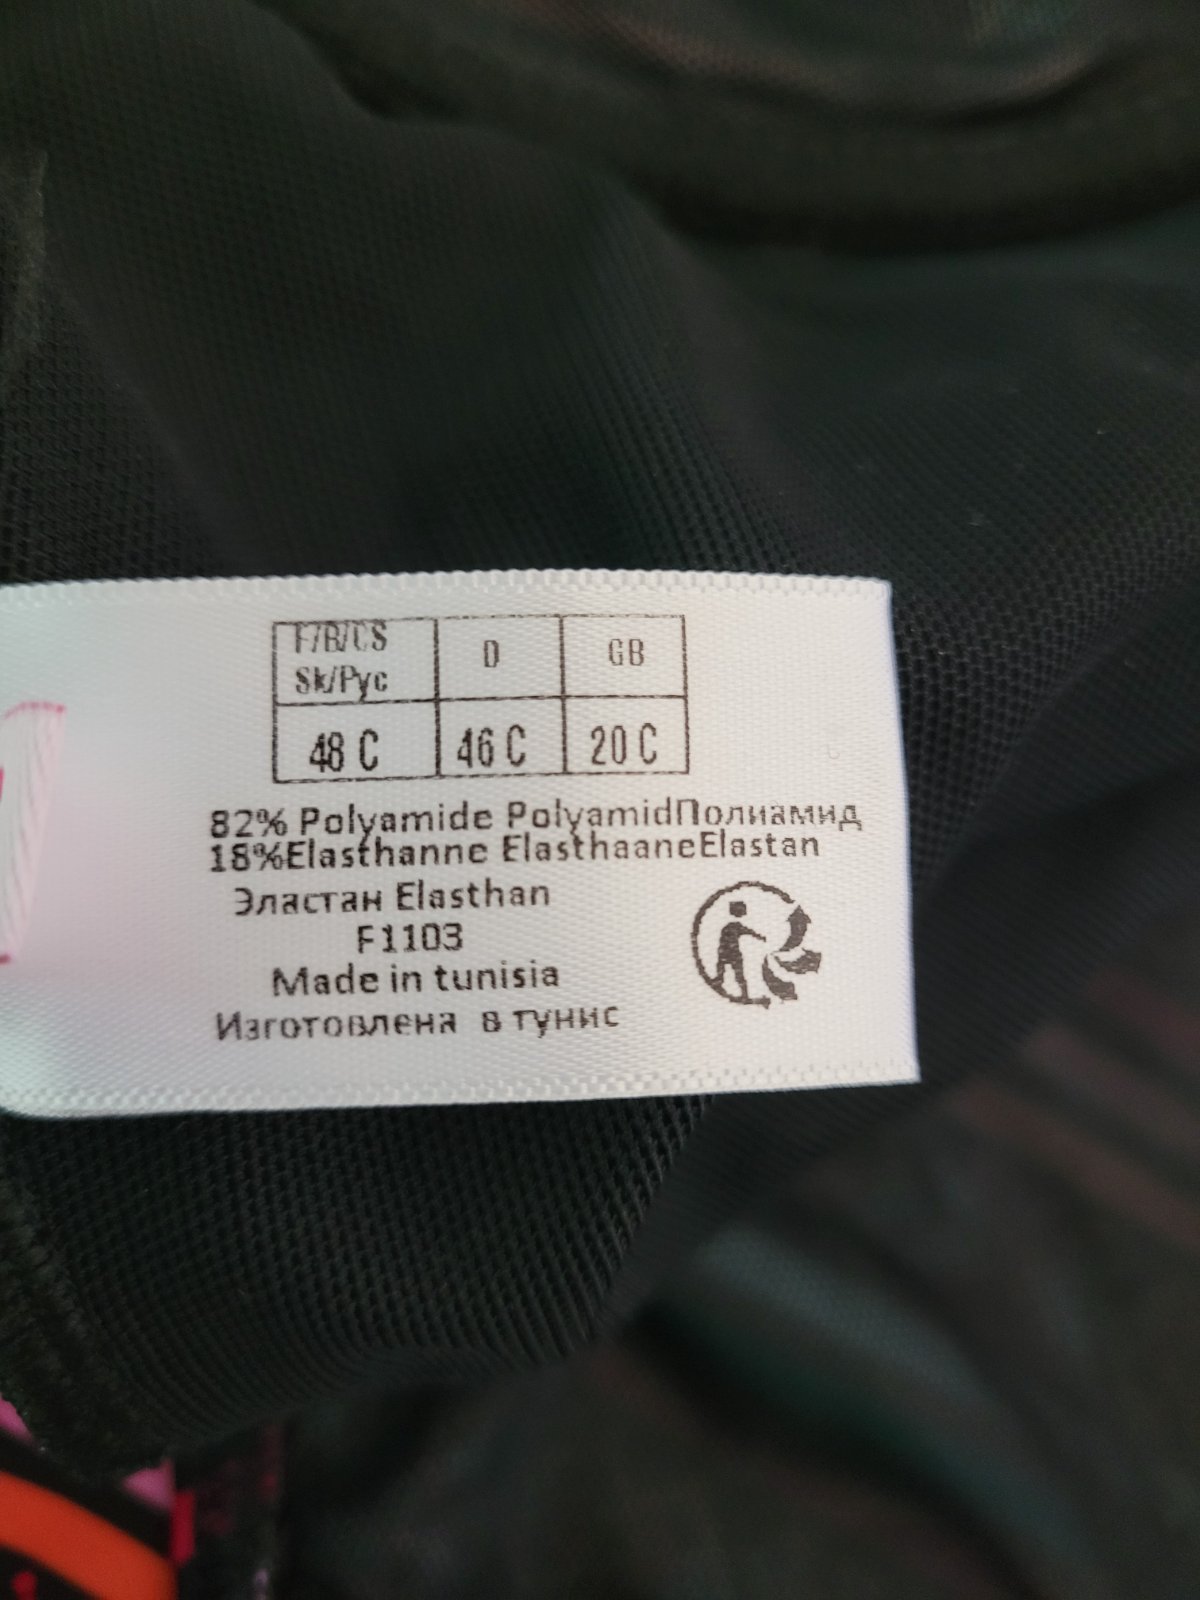 F/B/CS D GB
Sk/Рус
48 C 46 C 20 C
82% Polyamide PolyamidПолиамид
18%Elasthanne ElasthaaneElastan
Эластан Elasthan
F1103
Made in tunisia
Изготовлена в тунис